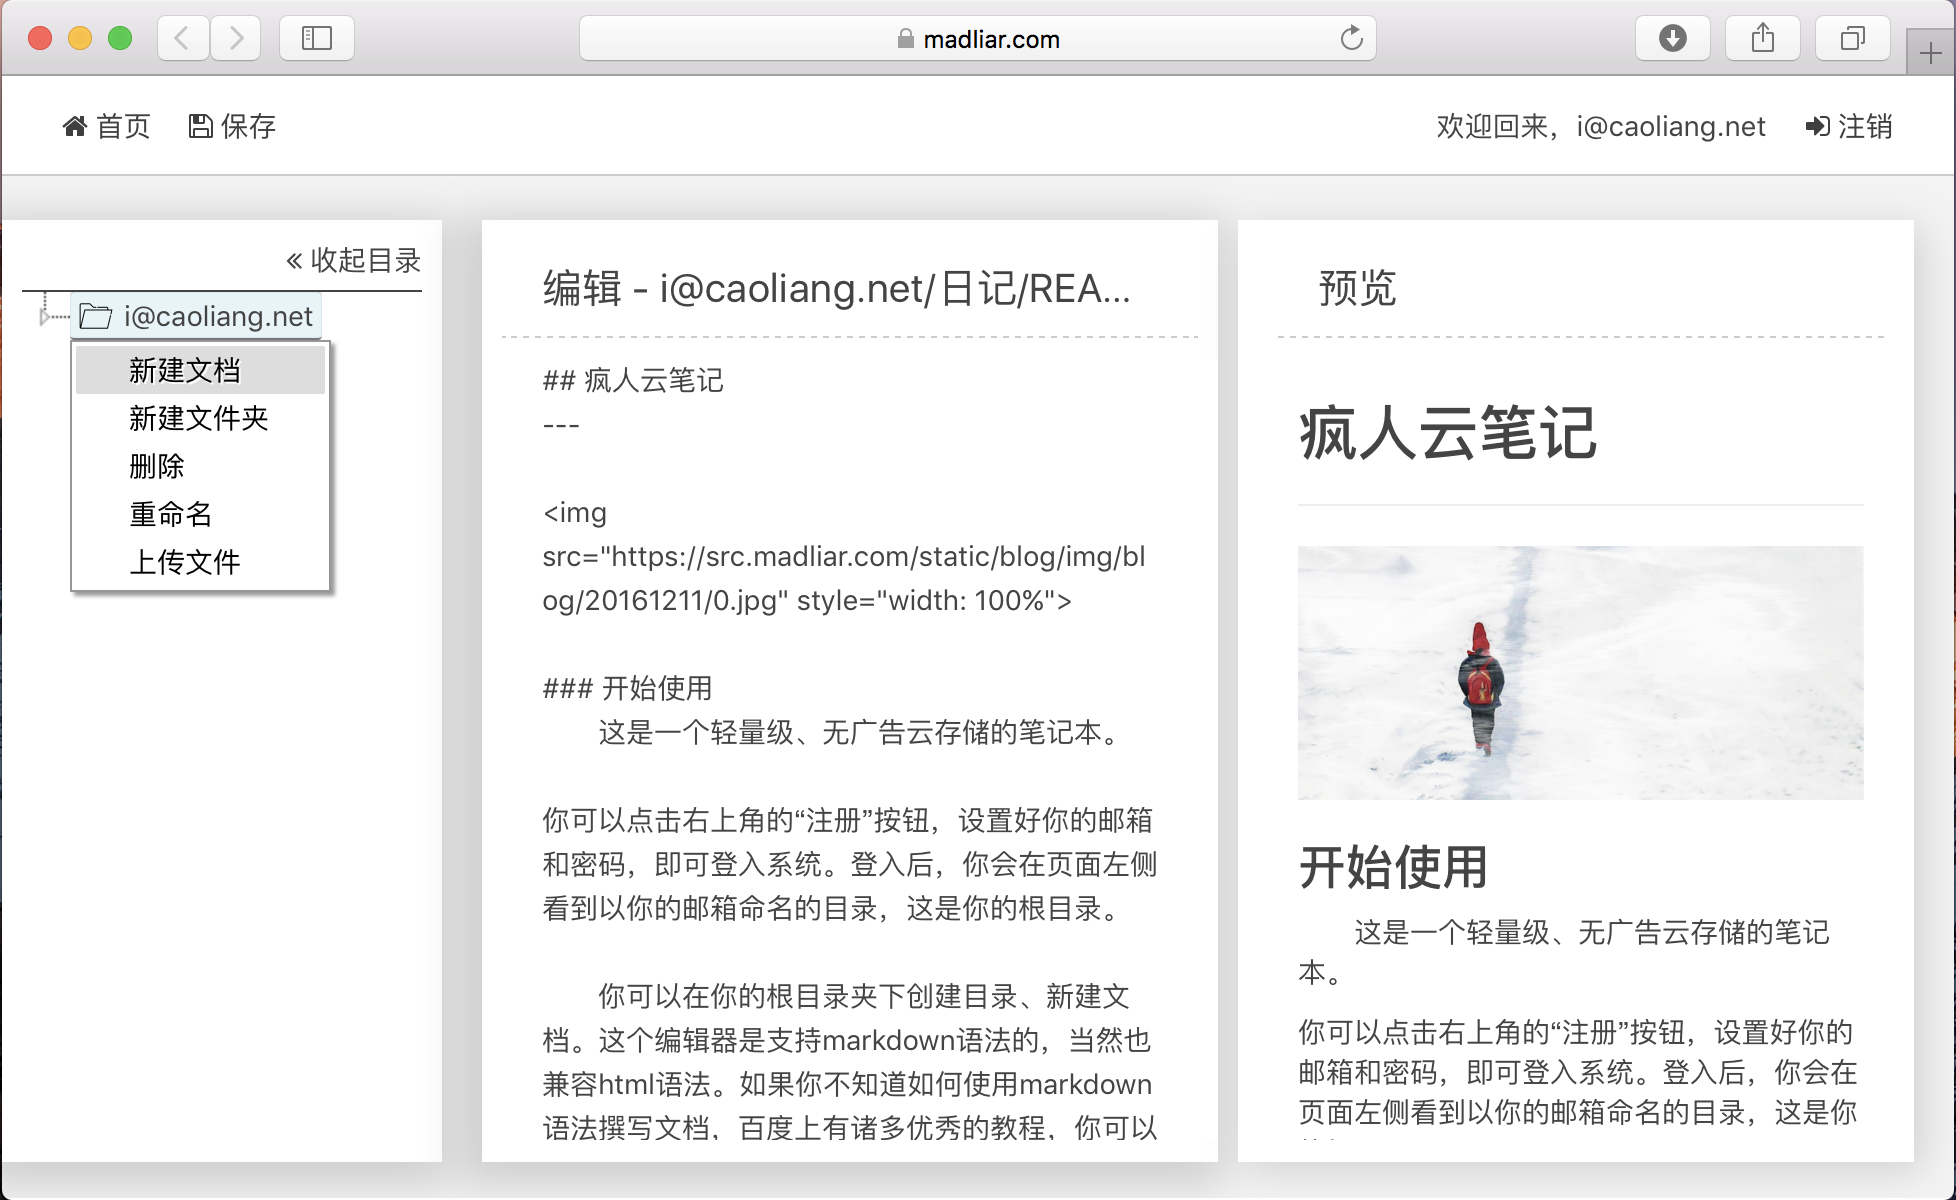 madliar.com
首页
保存
欢迎回来，i@caoliang.net
注销
« 收起目录
i@caoliang.net
新建文档
新建文件夹
删除
重命名
上传文件
编辑 - i@caoliang.net/日记/REA...
## 疯人云笔记
---
<img
src="https://src.madliar.com/static/blog/img/bl
og/20161211/0.jpg" style="width: 100%">
### 开始使用
这是一个轻量级、无广告云存储的笔记本。
你可以点击右上角的“注册”按钮，设置好你的邮箱
和密码，即可登入系统。登入后，你会在页面左侧
看到以你的邮箱命名的目录，这是你的根目录。
你可以在你的根目录夹下创建目录、新建文
档。这个编辑器是支持markdown语法的，当然也
兼容html语法。如果你不知道如何使用markdown
语法撰写文档，百度上有诸多优秀的教程，你可以
预览
疯人云笔记
开始使用
这是一个轻量级、无广告云存储的笔记
本。
你可以点击右上角的“注册”按钮，设置好你的
邮箱和密码，即可登入系统。登入后，你会在
页面左侧看到以你的邮箱命名的目录，这是你